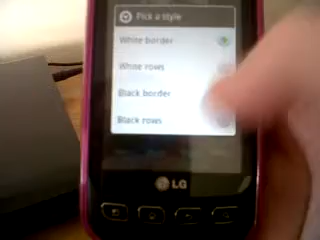 Pick a style
White border
White rows
Black border
Black rows
LG